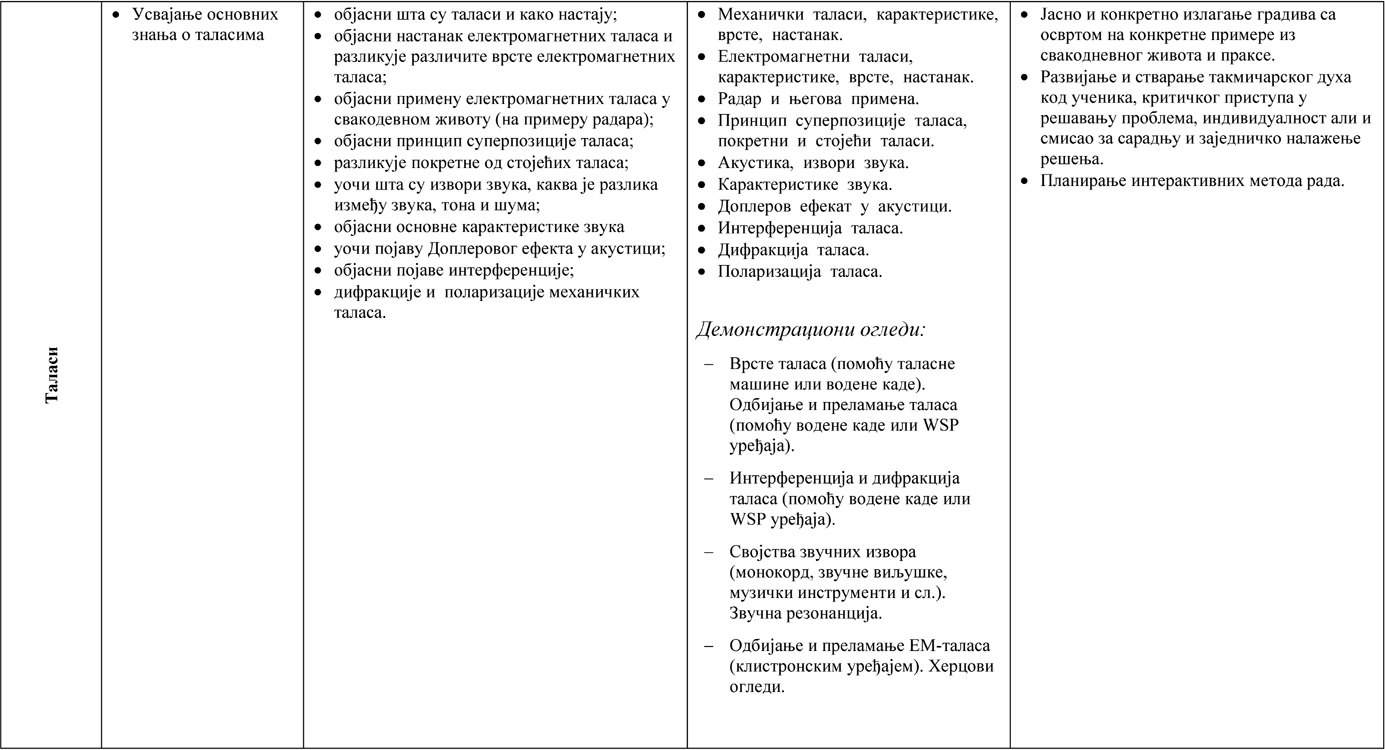 Таласи
• Усвајање основних
знања о таласима
• објасни шта су таласи и како настају;
• објасни настанак електромагнетних таласа и
разликује различите врсте електромагнетних
таласа;
• објасни примену електромагнетних таласа у
свакодевном животу (на примеру радара);
• објасни принцип суперпозиције таласа;
• разликује покретне од стојећих таласа;
• уочи шта су извори звука, каква је разлика
између звука, тона и шума;
• објасни основне карактеристике звука
• уочи појаву Доплеровог ефекта у акустици;
• објасни појаве интерференције;
• дифракције и поларизације механичких
таласа.
• Механички таласи, карактеристике,
врсте, настанак.
• Електромагнетни таласи,
карактеристике, врсте, настанак.
• Радар и његова примена.
• Принцип суперпозиције таласа,
покретни и стојећи таласи.
• Акустика, извори звука.
• Карактеристике звука.
• Доплеров ефекат у акустици.
• Интерференција таласа.
• Дифракција таласа.
• Поларизација таласа.
Демонстрациони огледи:
– Врсте таласа (помоћу таласне
машине или водене каде).
Одбијање и преламање таласа
(помоћу водене каде или WSP
уређаја).
– Интерференција и дифракција
таласа (помоћу водене каде или
WSP уређаја).
– Својства звучних извора
(монокорд, звучне виљушке,
музички инструменти и сл.).
Звучна резонанција.
– Одбијање и преламање ЕМ-таласа
(клистронским уређајем). Херцови
огледи.
• Јасно и конкретно излагање градива са
освртом на конкретне примере из
свакодневног живота и праксе.
• Развијање и стварање такмичарског духа
код ученика, критичког приступа у
решавању проблема, индивидуалност али и
смисао за сарадњу и заједничко налажење
решења.
• Планирање интерактивних метода рада.